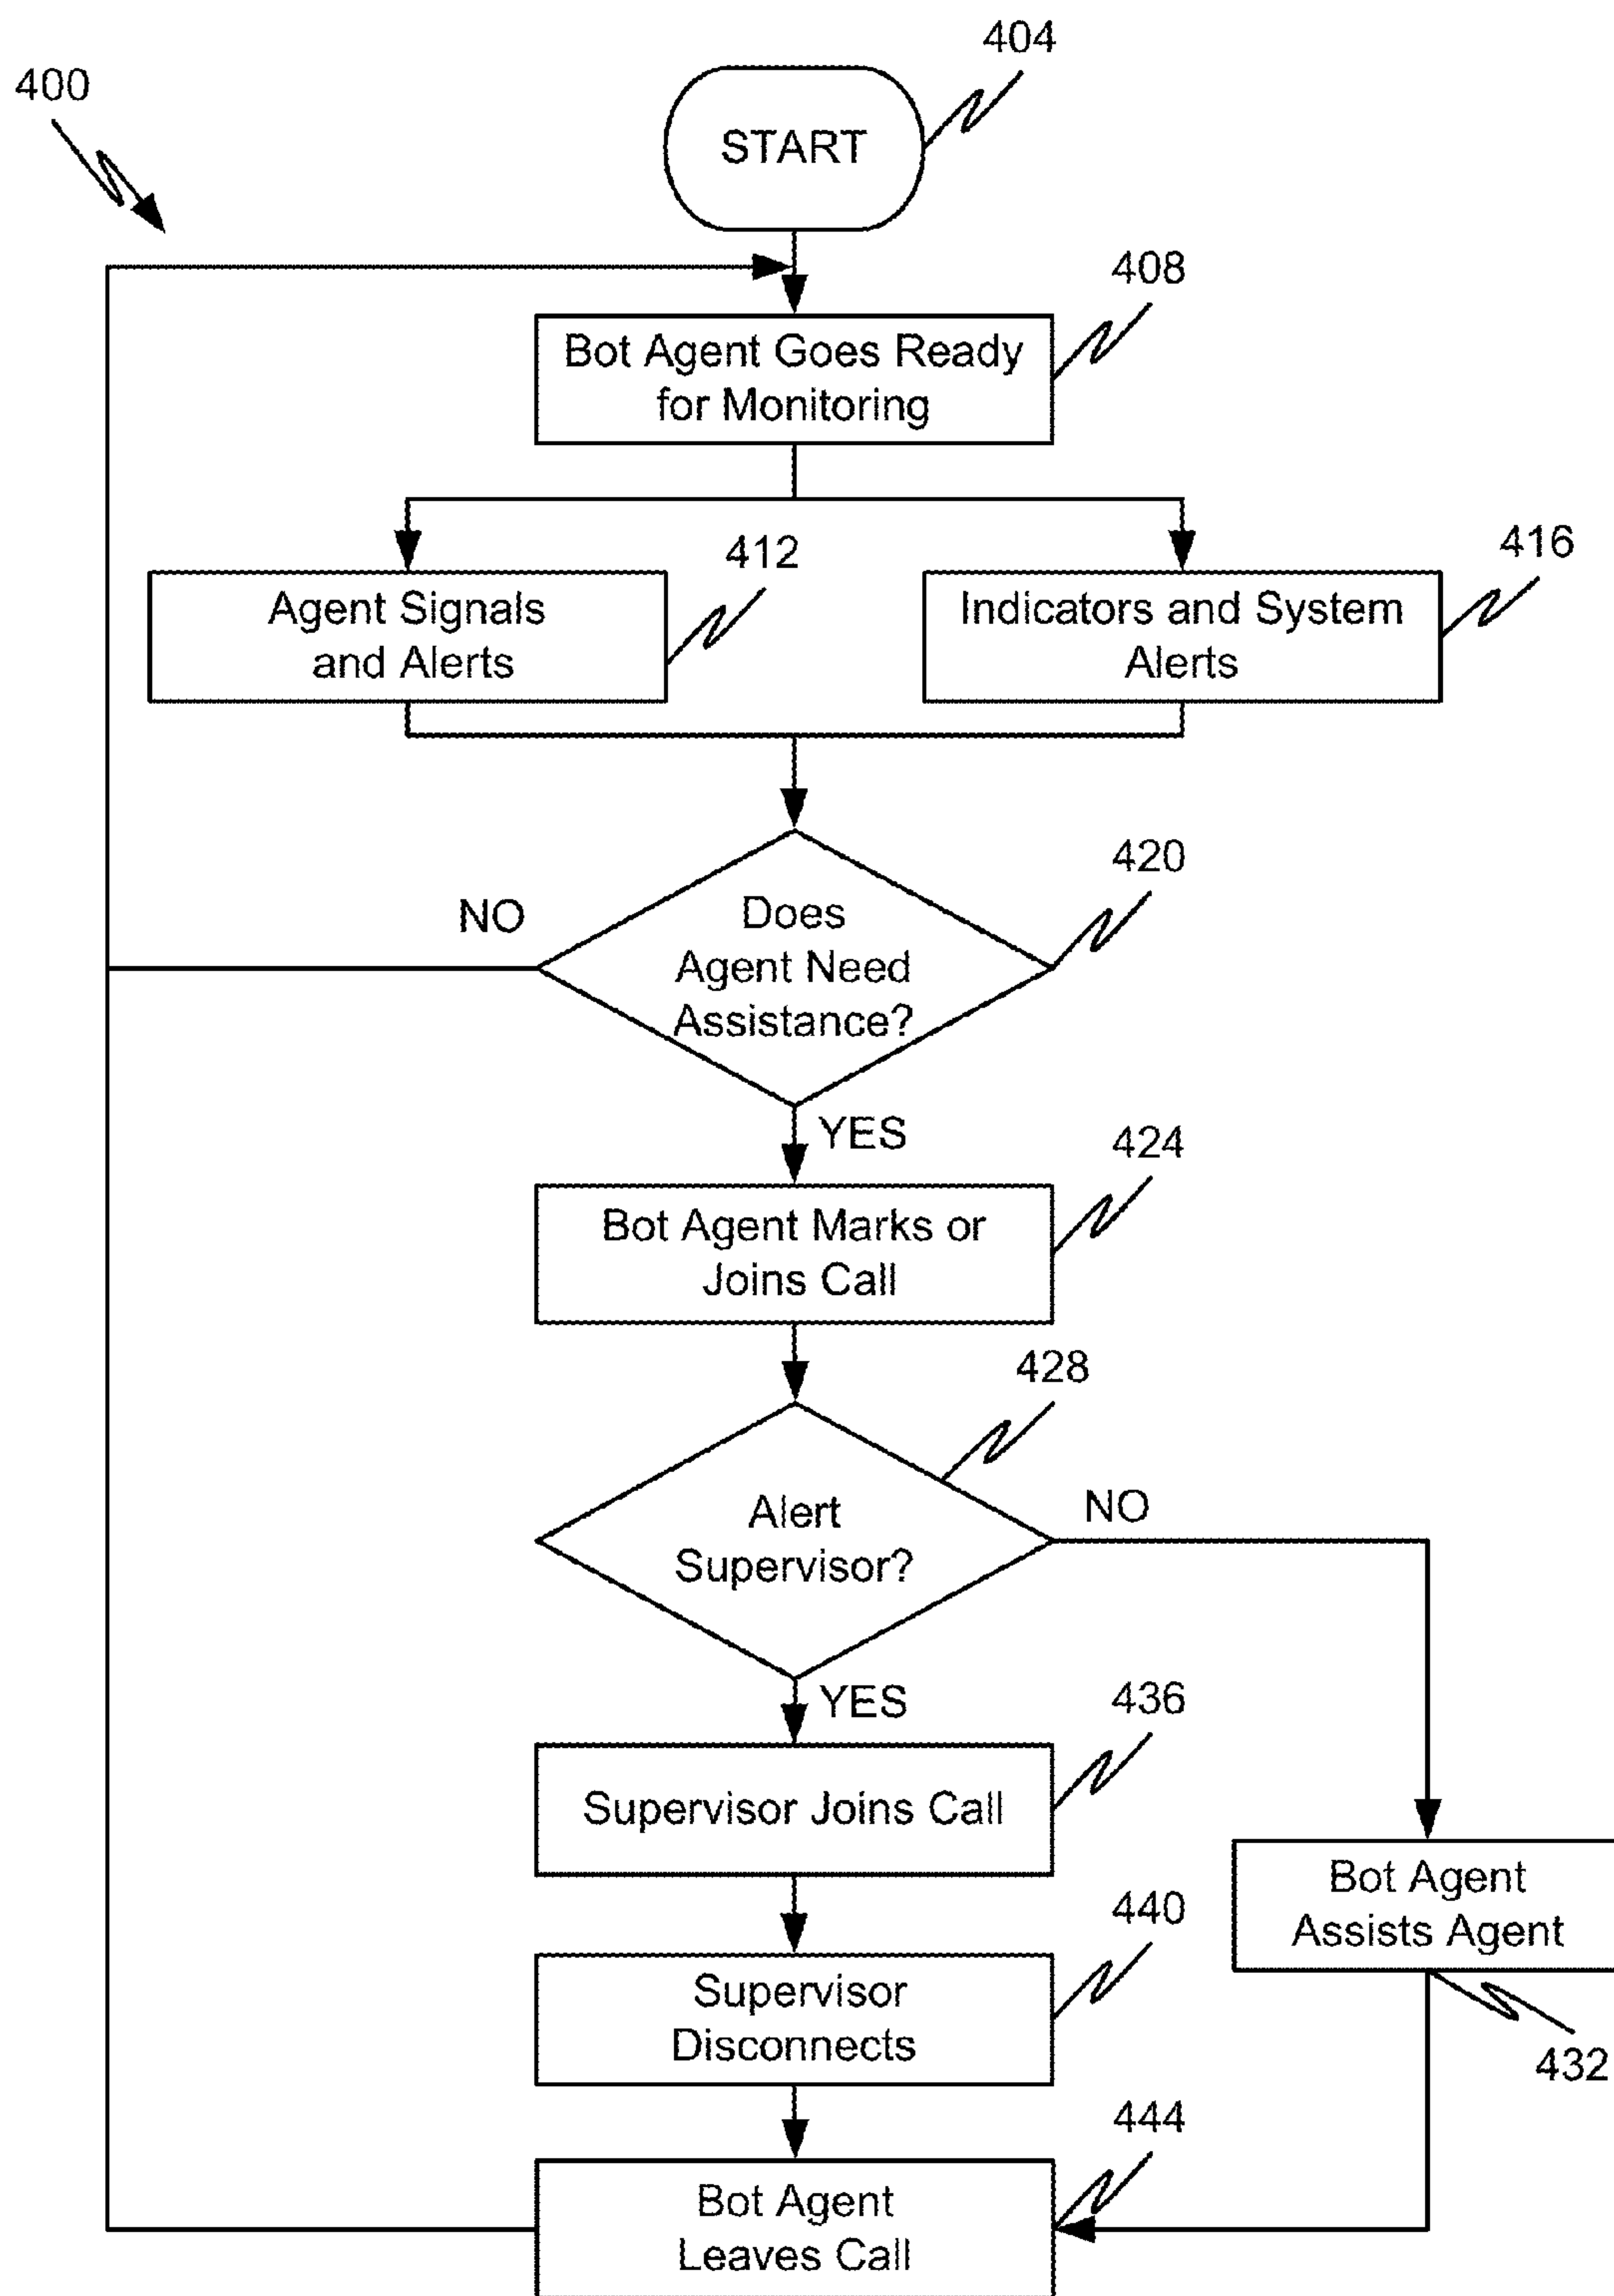 404
400
START
408
Bot Agent Goes Ready
for Monitoring
412
416
Agent Signals
and Alerts
Indicators and System
Alerts
420
NO
Does
Agent Need
Assistance?
YES
424
Bot Agent Marks or
Joins Call
428
NO
Alert
Supervisor?
YES
436
Supervisor Joins Call
Bot Agent
Assists Agent
440
Supervisor
Disconnects
432
444
Bot Agent
Leaves Call